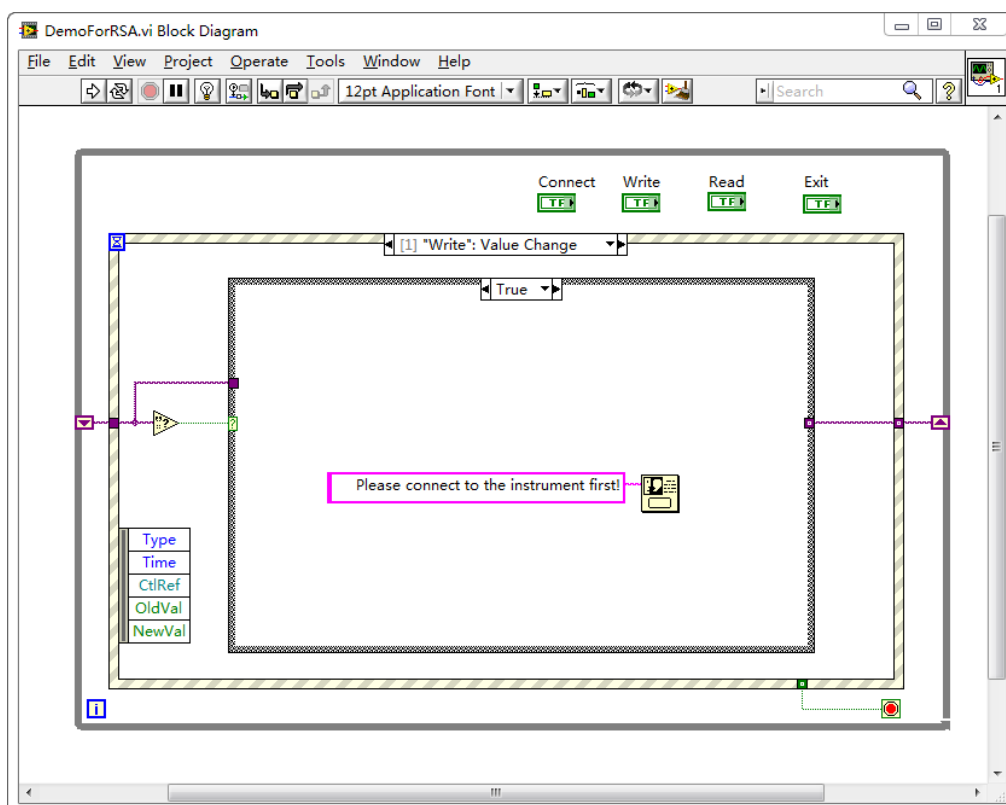 DemoForRSA.vi Block Diagram
File Edit View Project Operate Tools Window Help
12pt Application Font
Search
?
1
Connect Write Read Exit
TF TF TF TF
[1] "Write": Value Change
True
?
?
Please connect to the instrument first!
Type
Time
CtlRef
OldVal
NewVal
i